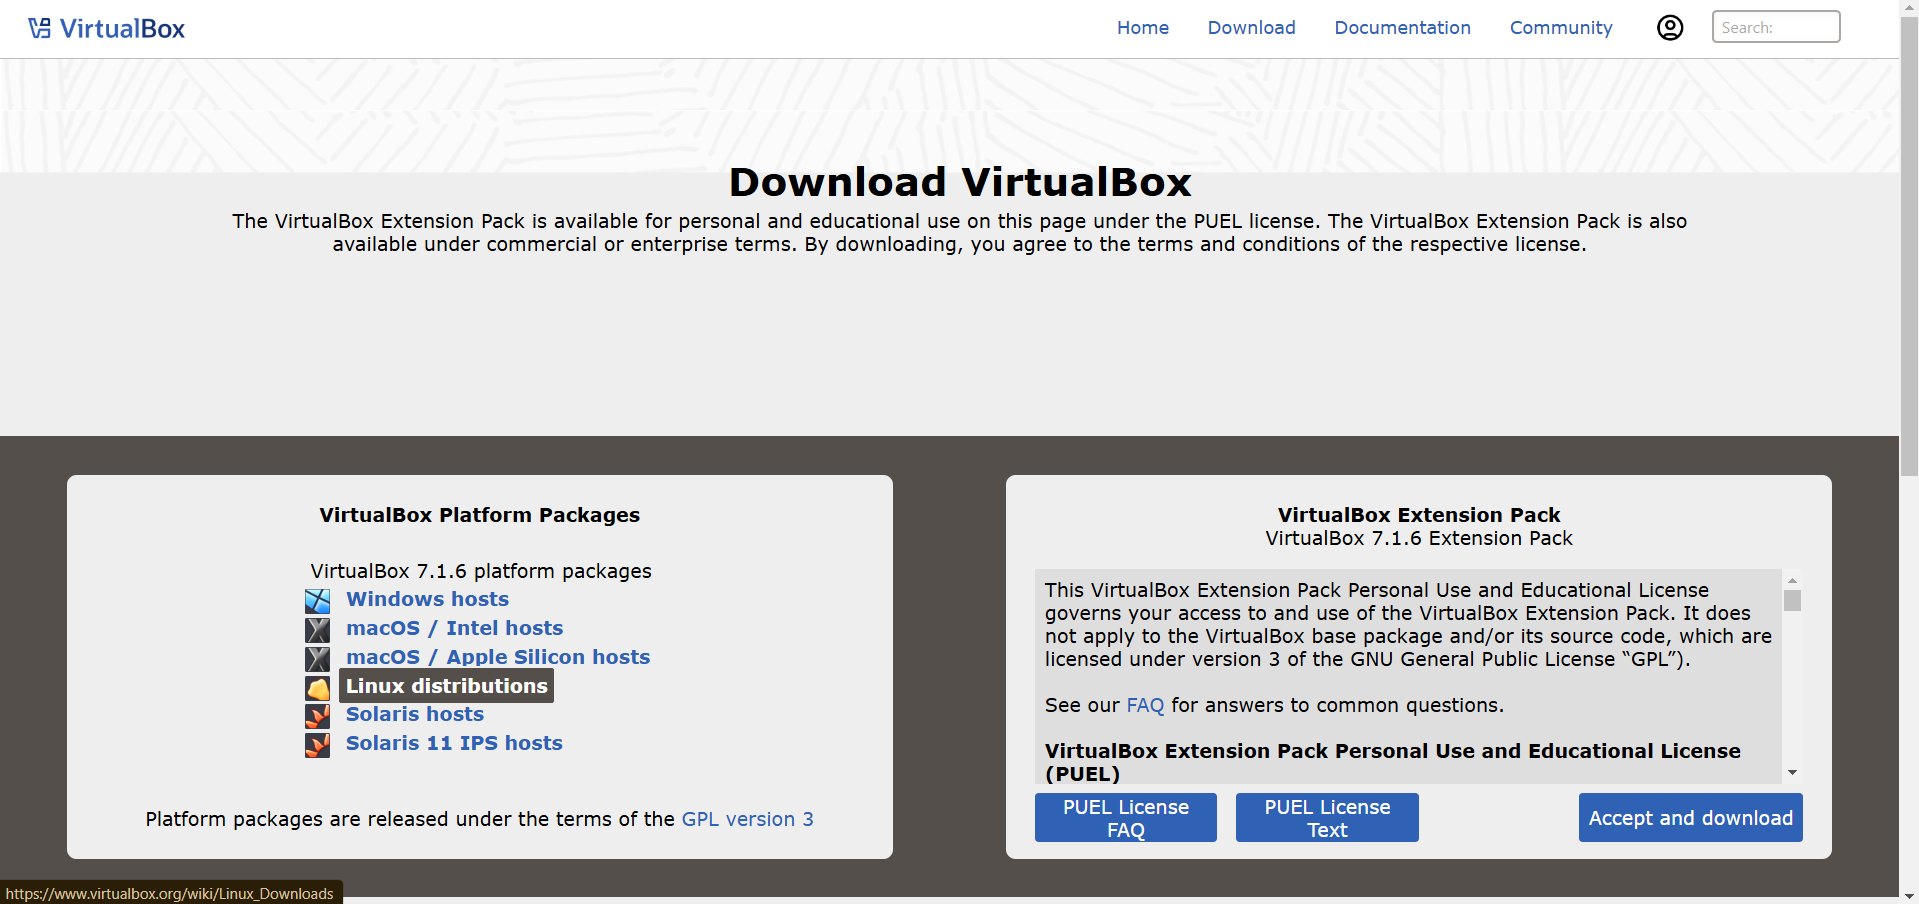 VirtualBox
Home
Download
Documentation
Community
Search:
Download VirtualBox
The VirtualBox Extension Pack is available for personal and educational use on this page under the PUEL license. The VirtualBox Extension Pack is also
available under commercial or enterprise terms. By downloading, you agree to the terms and conditions of the respective license.
VirtualBox Platform Packages
VirtualBox 7.1.6 platform packages
Windows hosts
macOS / Intel hosts
macOS / Apple Silicon hosts
Linux distributions
Solaris hosts
Solaris 11 IPS hosts
Platform packages are released under the terms of the GPL version 3
VirtualBox Extension Pack
VirtualBox 7.1.6 Extension Pack
This VirtualBox Extension Pack Personal Use and Educational License
governs your access to and use of the VirtualBox Extension Pack. It does
not apply to the VirtualBox base package and/or its source code, which are
licensed under version 3 of the GNU General Public License “GPL”).
See our FAQ for answers to common questions.
VirtualBox Extension Pack Personal Use and Educational License
(PUEL)
PUEL License
FAQ
PUEL License
Text
Accept and download
https://www.virtualbox.org/wiki/Linux_Downloads